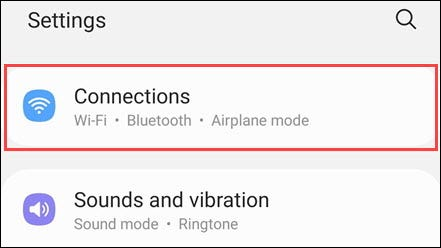 Settings
Connections
Wi-Fi • Bluetooth • Airplane mode
Sounds and vibration
Sound mode • Ringtone